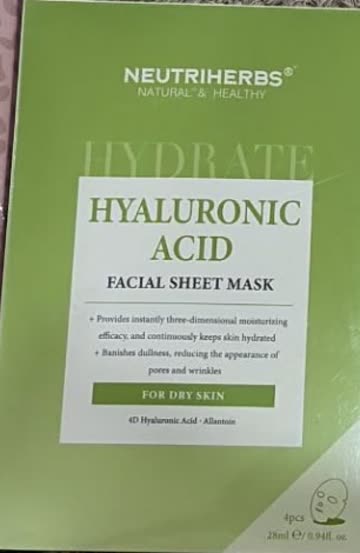 NEUTRIHERBS®
NATURAL & HEALTHY
HYDRATE
HYALURONIC
ACID
FACIAL SHEET MASK
+ Provides instantly three-dimensional moisturizing
efficacy, and continuously keeps skin hydrated
+ Banishes dullness, reducing the appearance of
pores and wrinkles
FOR DRY SKIN
4D Hyaluronic Acid · Allantoin
4pcs
28ml ℮/ 0.94fl. oz.